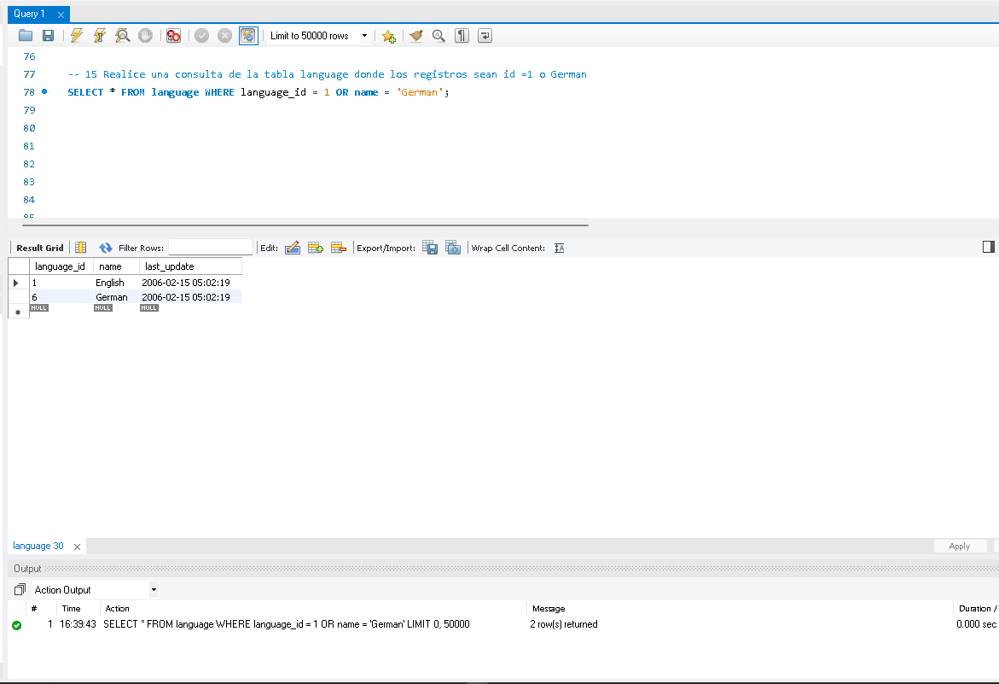 Query 1
Limit to 50000 rows
76
77 -- 15 Realice una consulta de la tabla language donde los registros sean id =1 o German
78 SELECT * FROM language WHERE language_id = 1 OR name = 'German';
79
80
81
82
83
84
85
Result Grid Filter Rows: Edit: Export/Import: Wrap Cell Content:
language_id name last_update
1 English 2006-02-15 05:02:19
6 German 2006-02-15 05:02:19
NULL NULL NULL
language 30 Apply
Output
Action Output
# Time Action Message Duration /
1 16:39:43 SELECT * FROM language WHERE language_id = 1 OR name = 'German' LIMIT 0, 50000 2 row(s) returned 0.000 sec